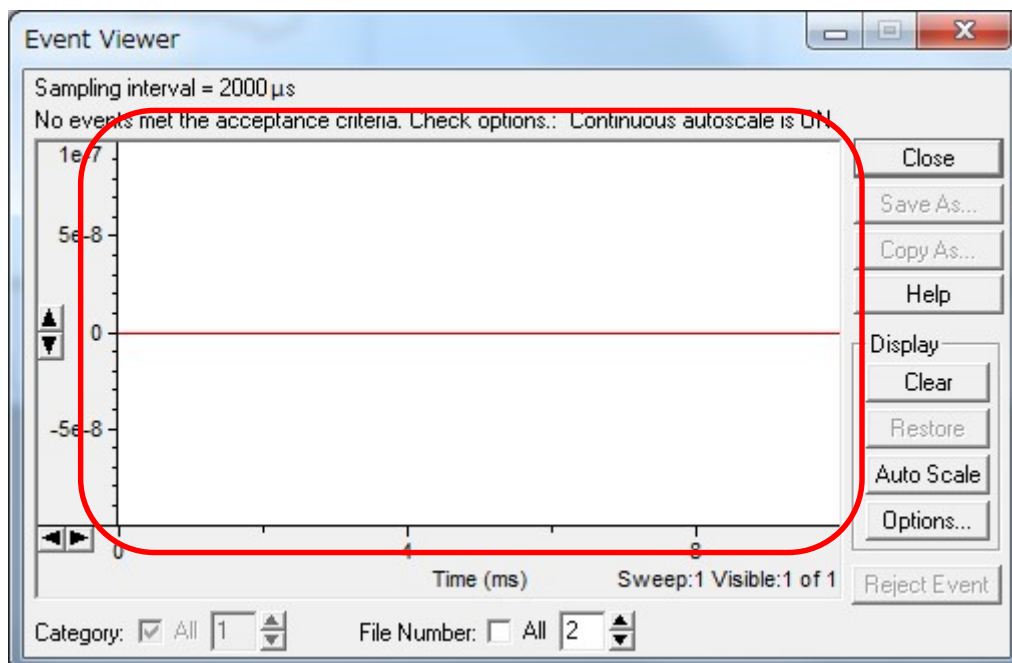 Event Viewer
Sampling interval = 2000 µs
No events met the acceptance criteria. Check options.: Continuous autoscale is ON
1e-7
5e-8
0
-5e-8
0
4
8
Time (ms)
Sweep:1 Visible:1 of 1
Close
Save As...
Copy As...
Help
Display
Clear
Restore
Auto Scale
Options...
Reject Event
Category: All 1
File Number: All 2